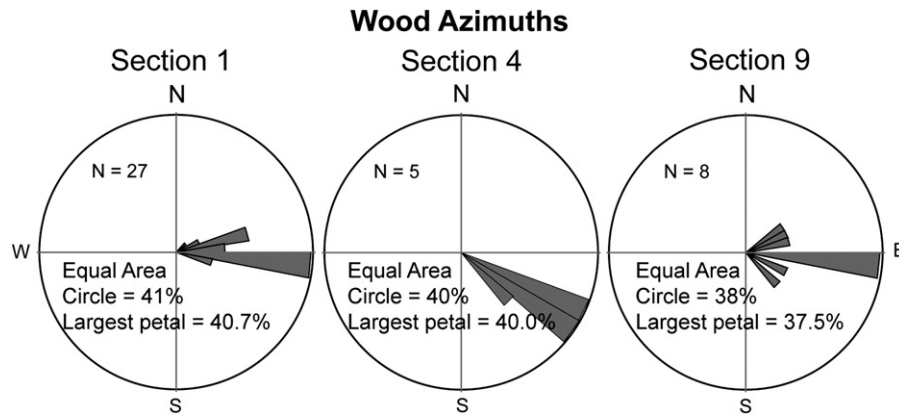 Wood Azimuths
Section 1
Section 4
Section 9
N
N
N
N = 27
N = 5
N = 8
W
E
Equal Area
Circle = 41%
Largest petal = 40.7%
Equal Area
Circle = 40%
Largest petal = 40.0%
Equal Area
Circle = 38%
Largest petal = 37.5%
S
S
S